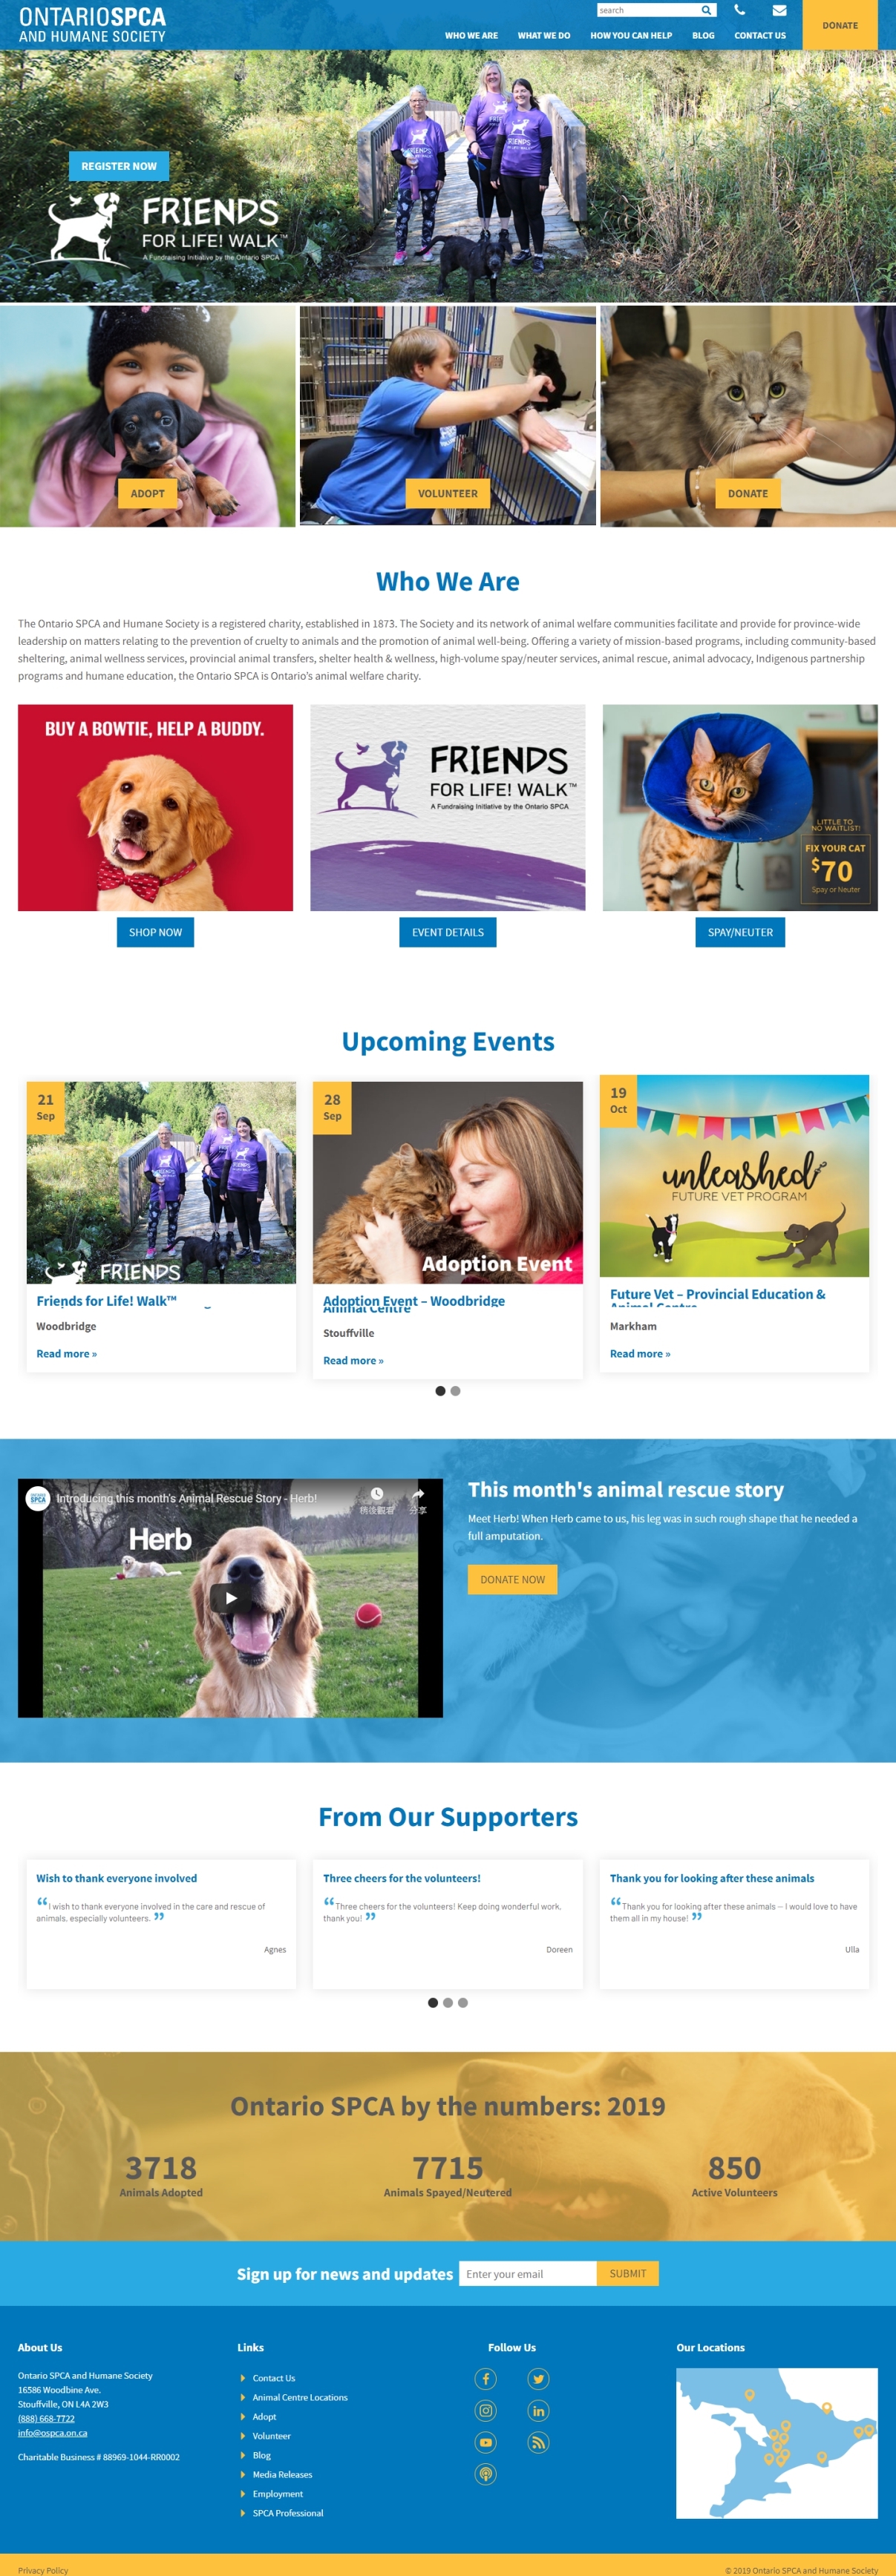 ONTARIOSPCA
AND HUMANE SOCIETY
search
DONATE
WHO WE ARE WHAT WE DO HOW YOU CAN HELP BLOG CONTACT US
REGISTER NOW
FRIENDS
FOR LIFE! WALK™
A Fundraising Initiative by the Ontario SPCA
ADOPT
VOLUNTEER
DONATE
Who We Are
The Ontario SPCA and Humane Society is a registered charity, established in 1873. The Society and its network of animal welfare communities facilitate and provide for province-wide
leadership on matters relating to the prevention of cruelty to animals and the promotion of animal well-being. Offering a variety of mission-based programs, including community-based
sheltering, animal wellness services, provincial animal transfers, shelter health & wellness, high-volume spay/neuter services, animal rescue, animal advocacy, Indigenous partnership
programs and humane education, the Ontario SPCA is Ontario's animal welfare charity.
BUY A BOWTIE, HELP A BUDDY.
FRIENDS
FOR LIFE! WALK™
A Fundraising Initiative by the Ontario SPCA
LITTLE TO
NO WAITLIST!
FIX YOUR CAT
$70
Spay or Neuter
SHOP NOW
EVENT DETAILS
SPAY/NEUTER
Upcoming Events
21
Sep
FRIENDS
Friends for Life! Walk™
Woodbridge
Read more »
28
Sep
Adoption Event
Adoption Event – Woodbridge
Animal Centre
Stouffville
Read more »
19
Oct
unleashed
FUTURE VET PROGRAM
Future Vet – Provincial Education &
Animal Centre
Markham
Read more »
Introducing this month's Animal Rescue Story - Herb!
稍後觀看 分享
Herb
This month's animal rescue story
Meet Herb! When Herb came to us, his leg was in such rough shape that he needed a
full amputation.
DONATE NOW
From Our Supporters
Wish to thank everyone involved
“I wish to thank everyone involved in the care and rescue of
animals, especially volunteers. ”
Agnes
Three cheers for the volunteers!
“Three cheers for the volunteers! Keep doing wonderful work,
thank you! ”
Doreen
Thank you for looking after these animals
“Thank you for looking after these animals – I would love to have
them all in my house! ”
Ulla
Ontario SPCA by the numbers: 2019
3718
Animals Adopted
7715
Animals Spayed/Neutered
850
Active Volunteers
Sign up for news and updates
Enter your email
SUBMIT
About Us
Ontario SPCA and Humane Society
16586 Woodbine Ave.
Stouffville, ON L4A 2W3
(888) 668-7722
info@ospca.on.ca
Charitable Business # 88969-1044-RR0002
Links
Contact Us
Animal Centre Locations
Adopt
Volunteer
Blog
Media Releases
Employment
SPCA Professional
Follow Us
Our Locations
Privacy Policy
© 2019 Ontario SPCA and Humane Society